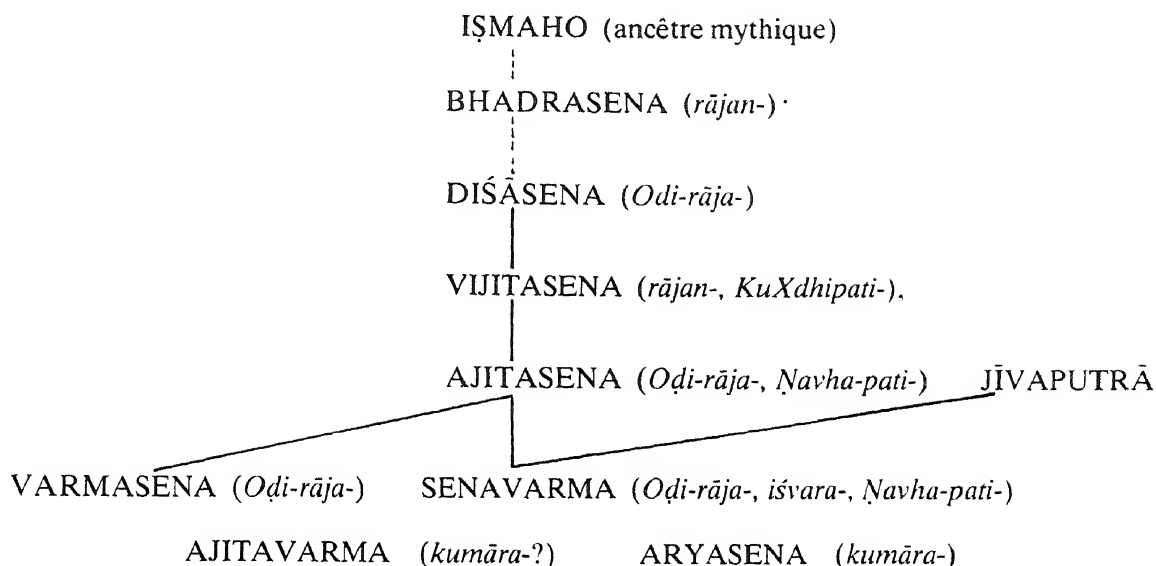 IṢMAHO (ancêtre mythique)
BHADRASENA (rājan-)
DIŚĀSENA (Odi-rāja-)
VIJITASENA (rājan-, KuXdhipati-).
AJITASENA (Oḍi-rāja-, Ṇavha-pati-) JĪVAPUTRĀ
VARMASENA (Oḍi-rāja-) SENAVARMA (Oḍi-rāja-, iśvara-, Ṇavha-pati-)
AJITAVARMA (kumāra-?) ARYASENA (kumāra-)